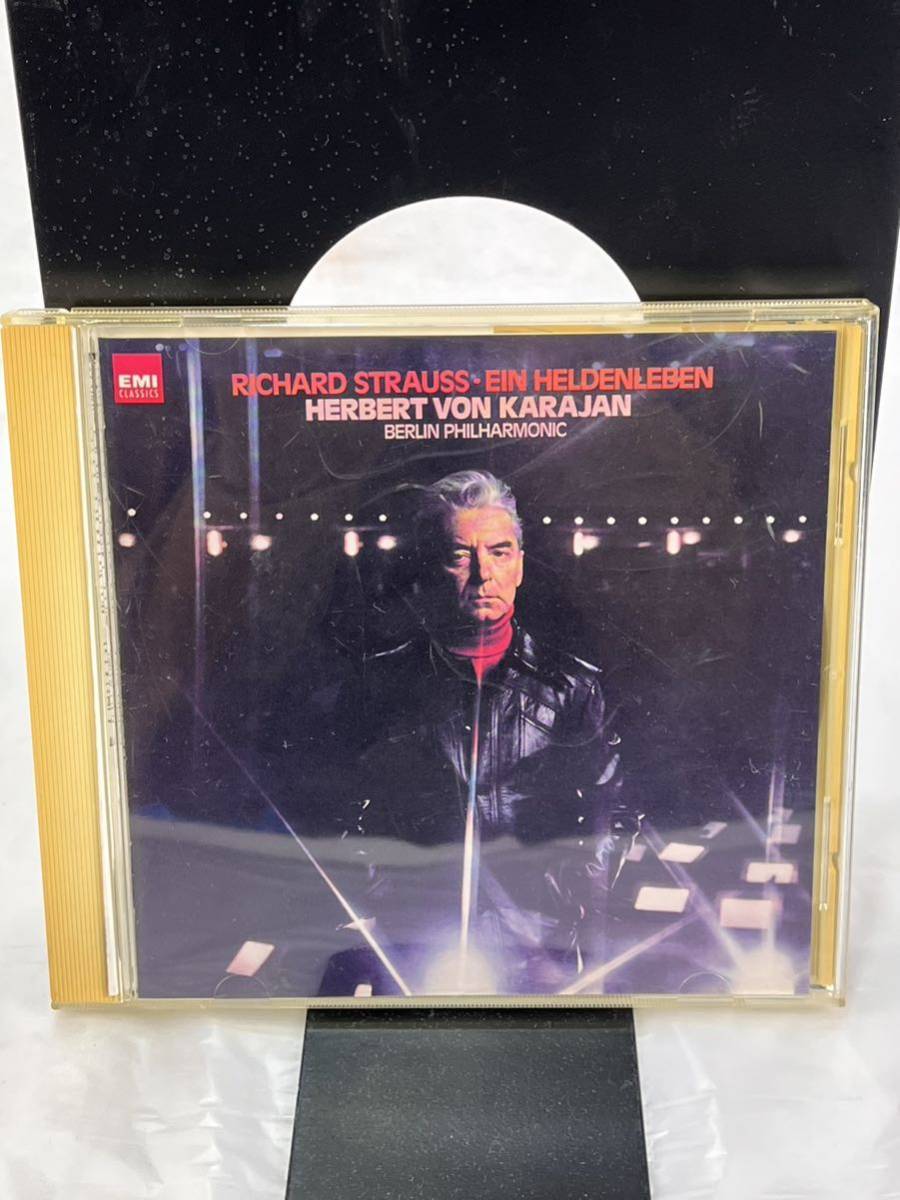 EMI
CLASSICS
RICHARD STRAUSS · EIN HELDENLEBEN
HERBERT VON KARAJAN
BERLIN PHILHARMONIC